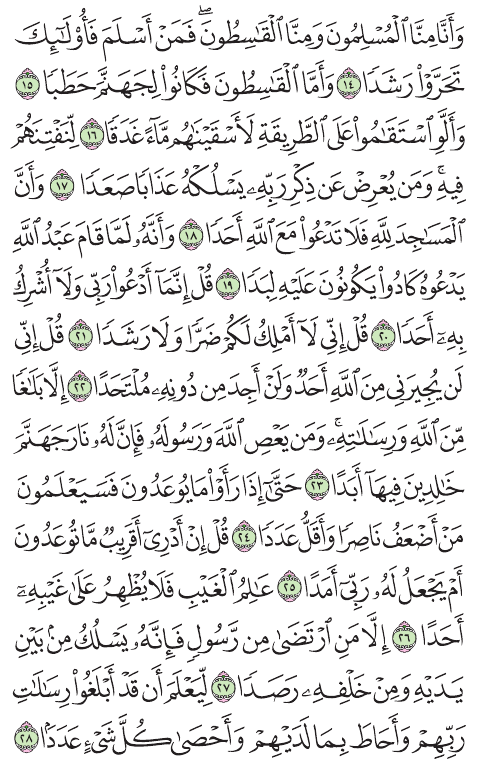 وَأَنَّا مِنَّا ٱلۡمُسۡلِمُونَ وَمِنَّا ٱلۡقَٰسِطُونَۖ فَمَنۡ أَسۡلَمَ فَأُوْلَٰٓئِكَ
تَحَرَّوۡاْ رَشَدٗا ١٤ وَأَمَّا ٱلۡقَٰسِطُونَ فَكَانُواْ لِجَهَنَّمَ حَطَبٗا ١٥
وَأَلَّوِ ٱسۡتَقَٰمُواْ عَلَى ٱلطَّرِيقَةِ لَأَسۡقَيۡنَٰهُم مَّآءً غَدَقٗا ١٦ لِّنَفۡتِنَهُمۡ
فِيهِۚ وَمَن يُعۡرِضۡ عَن ذِكۡرِ رَبِّهِۦ يَسۡلُكۡهُ عَذَابٗا صَعَدٗا ١٧ وَأَنَّ
ٱلۡمَسَٰجِدَ لِلَّهِ فَلَا تَدۡعُواْ مَعَ ٱللَّهِ أَحَدٗا ١٨ وَأَنَّهُۥ لَمَّا قَامَ عَبۡدُ ٱللَّهِ
يَدۡعُوهُ كَادُواْ يَكُونُونَ عَلَيۡهِ لِبَدٗا ١٩ قُلۡ إِنَّمَآ أَدۡعُواْ رَبِّي وَلَآ أُشۡرِكُ
بِهِۦٓ أَحَدٗا ٢٠ قُلۡ إِنِّي لَآ أَمۡلِكُ لَكُمۡ ضَرّٗا وَلَا رَشَدٗا ٢١ قُلۡ إِنِّي
لَن يُجِيرَنِي مِنَ ٱللَّهِ أَحَدٞ وَلَنۡ أَجِدَ مِن دُونِهِۦ مُلۡتَحَدًا ٢٢ إِلَّا بَلَٰغٗا
مِّنَ ٱللَّهِ وَرِسَٰلَٰتِهِۦۚ وَمَن يَعۡصِ ٱللَّهَ وَرَسُولَهُۥ فَإِنَّ لَهُۥ نَارَ جَهَنَّمَ
خَٰلِدِينَ فِيهَآ أَبَدًا ٢٣ حَتَّىٰٓ إِذَا رَأَوۡاْ مَا يُوعَدُونَ فَسَيَعۡلَمُونَ
مَنۡ أَضۡعَفُ نَاصِرٗا وَأَقَلُّ عَدَدٗا ٢٤ قُلۡ إِنۡ أَدۡرِيٓ أَقَرِيبٞ مَّا تُوعَدُونَ
أَمۡ يَجۡعَلُ لَهُۥ رَبِّيٓ أَمَدًا ٢٥ عَٰلِمُ ٱلۡغَيۡبِ فَلَا يُظۡهِرُ عَلَىٰ غَيۡبِهِۦٓ
أَحَدًا ٢٦ إِلَّا مَنِ ٱرۡتَضَىٰ مِن رَّسُولٖ فَإِنَّهُۥ يَسۡلُكُ مِنۢ بَيۡنِ
يَدَيۡهِ وَمِنۡ خَلۡفِهِۦ رَصَدٗا ٢٧ لِّيَعۡلَمَ أَن قَدۡ أَبۡلَغُواْ رِسَٰلَٰتِ
رَبِّهِمۡ وَأَحَاطَ بِمَا لَدَيۡهِمۡ وَأَحۡصَىٰ كُلَّ شَيۡءٍ عَدَدَۢا ٢٨